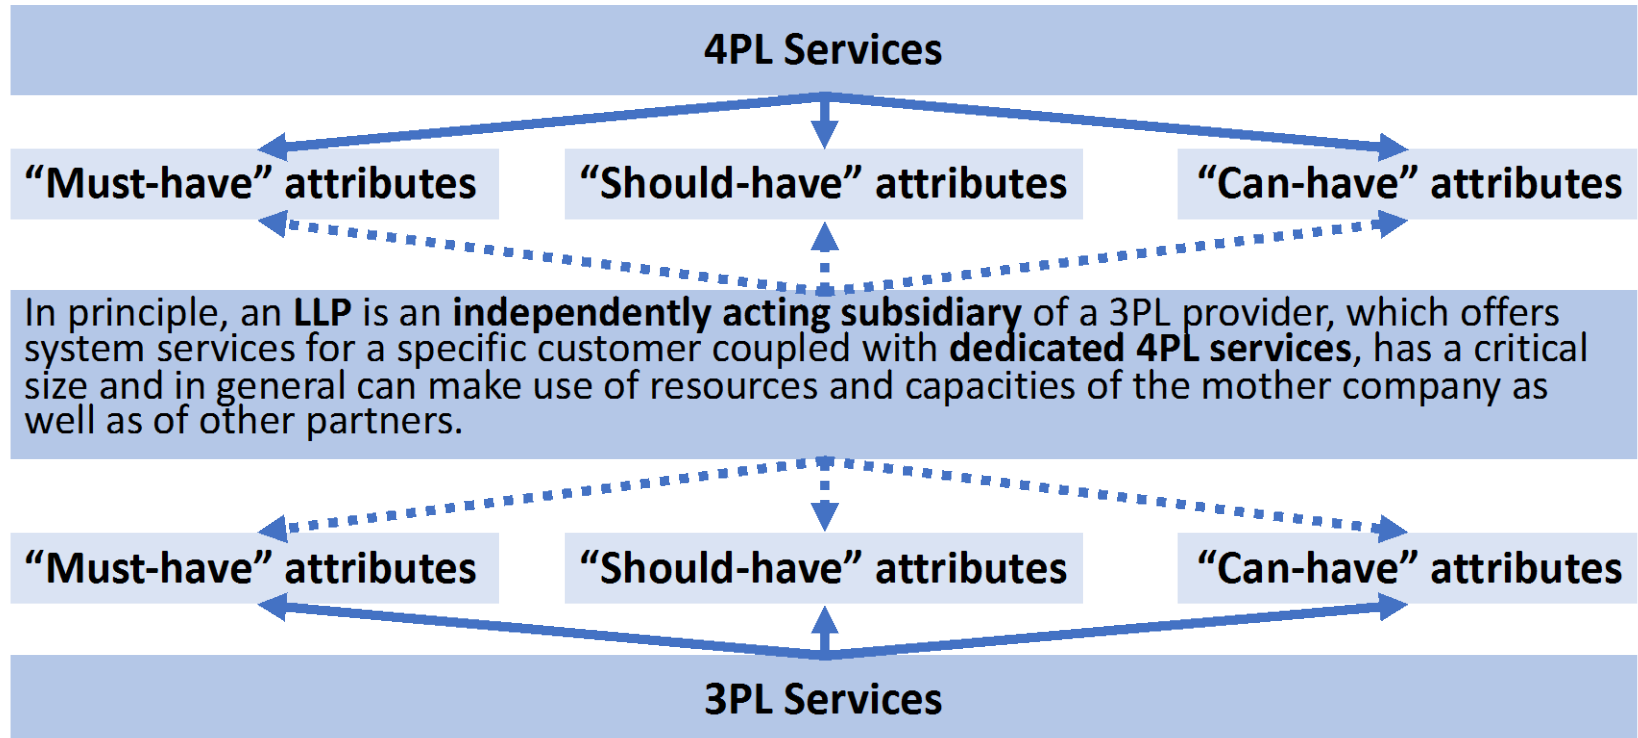 4PL Services
“Must-have” attributes
“Should-have” attributes
“Can-have” attributes
In principle, an LLP is an independently acting subsidiary of a 3PL provider, which offers
system services for a specific customer coupled with dedicated 4PL services, has a critical
size and in general can make use of resources and capacities of the mother company as
well as of other partners.
“Must-have” attributes
“Should-have” attributes
“Can-have” attributes
3PL Services